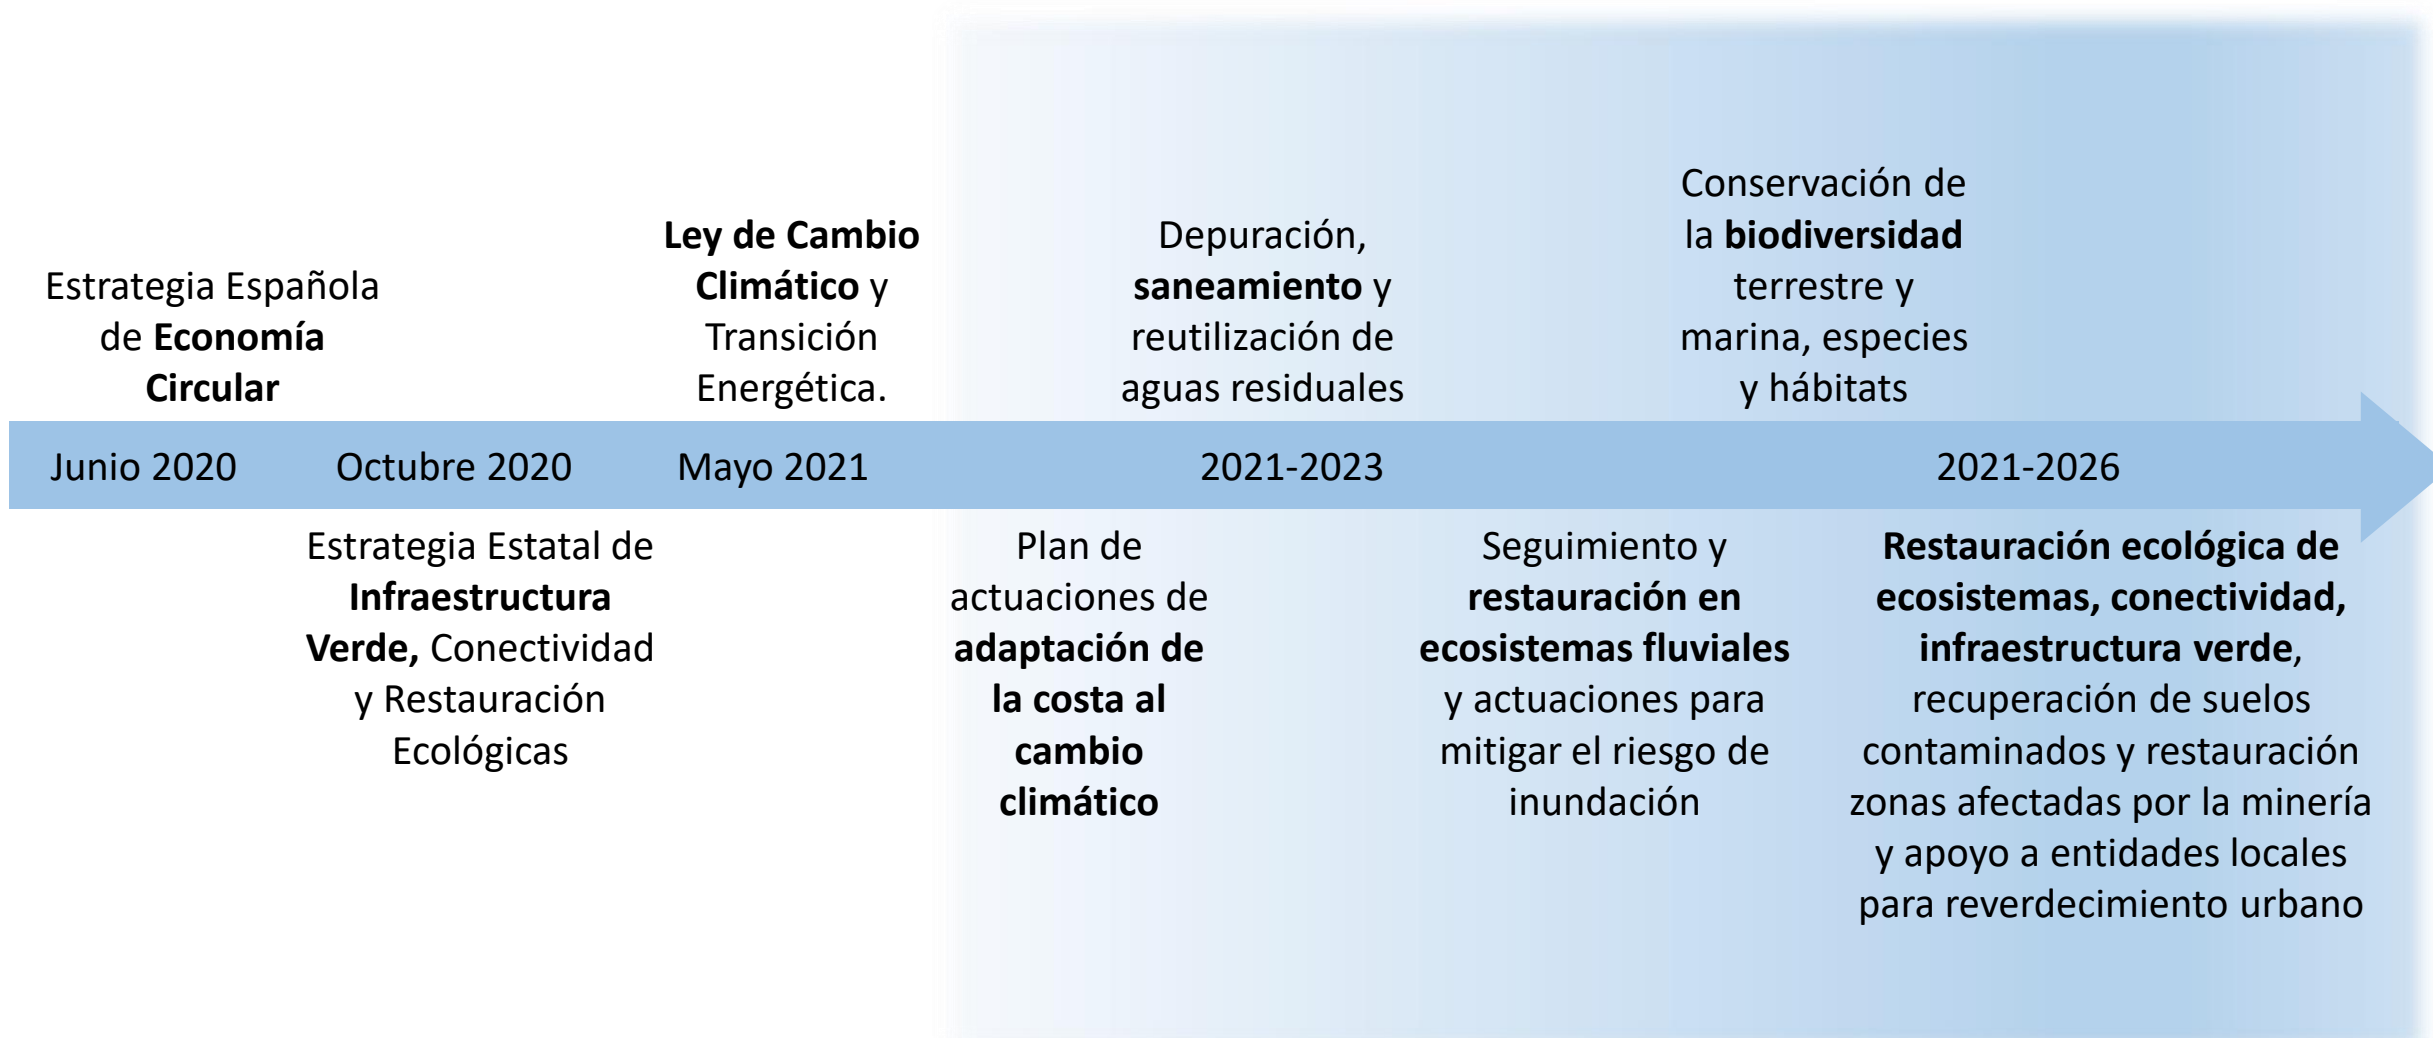 Estrategia Española
de Economía
Circular
Ley de Cambio
Climático y
Transición
Energética.
Depuración,
saneamiento y
reutilización de
aguas residuales
Conservación de
la biodiversidad
terrestre y
marina, especies
y hábitats
Junio 2020
Octubre 2020
Mayo 2021
2021-2023
2021-2026
Estrategia Estatal de
Infraestructura
Verde, Conectividad
y Restauración
Ecológicas
Plan de
actuaciones de
adaptación de
la costa al
cambio
climático
Seguimiento y
restauración en
ecosistemas fluviales
y actuaciones para
mitigar el riesgo de
inundación
Restauración ecológica de
ecosistemas, conectividad,
infraestructura verde,
recuperación de suelos
contaminados y restauración
zonas afectadas por la minería
y apoyo a entidades locales
para reverdecimiento urbano